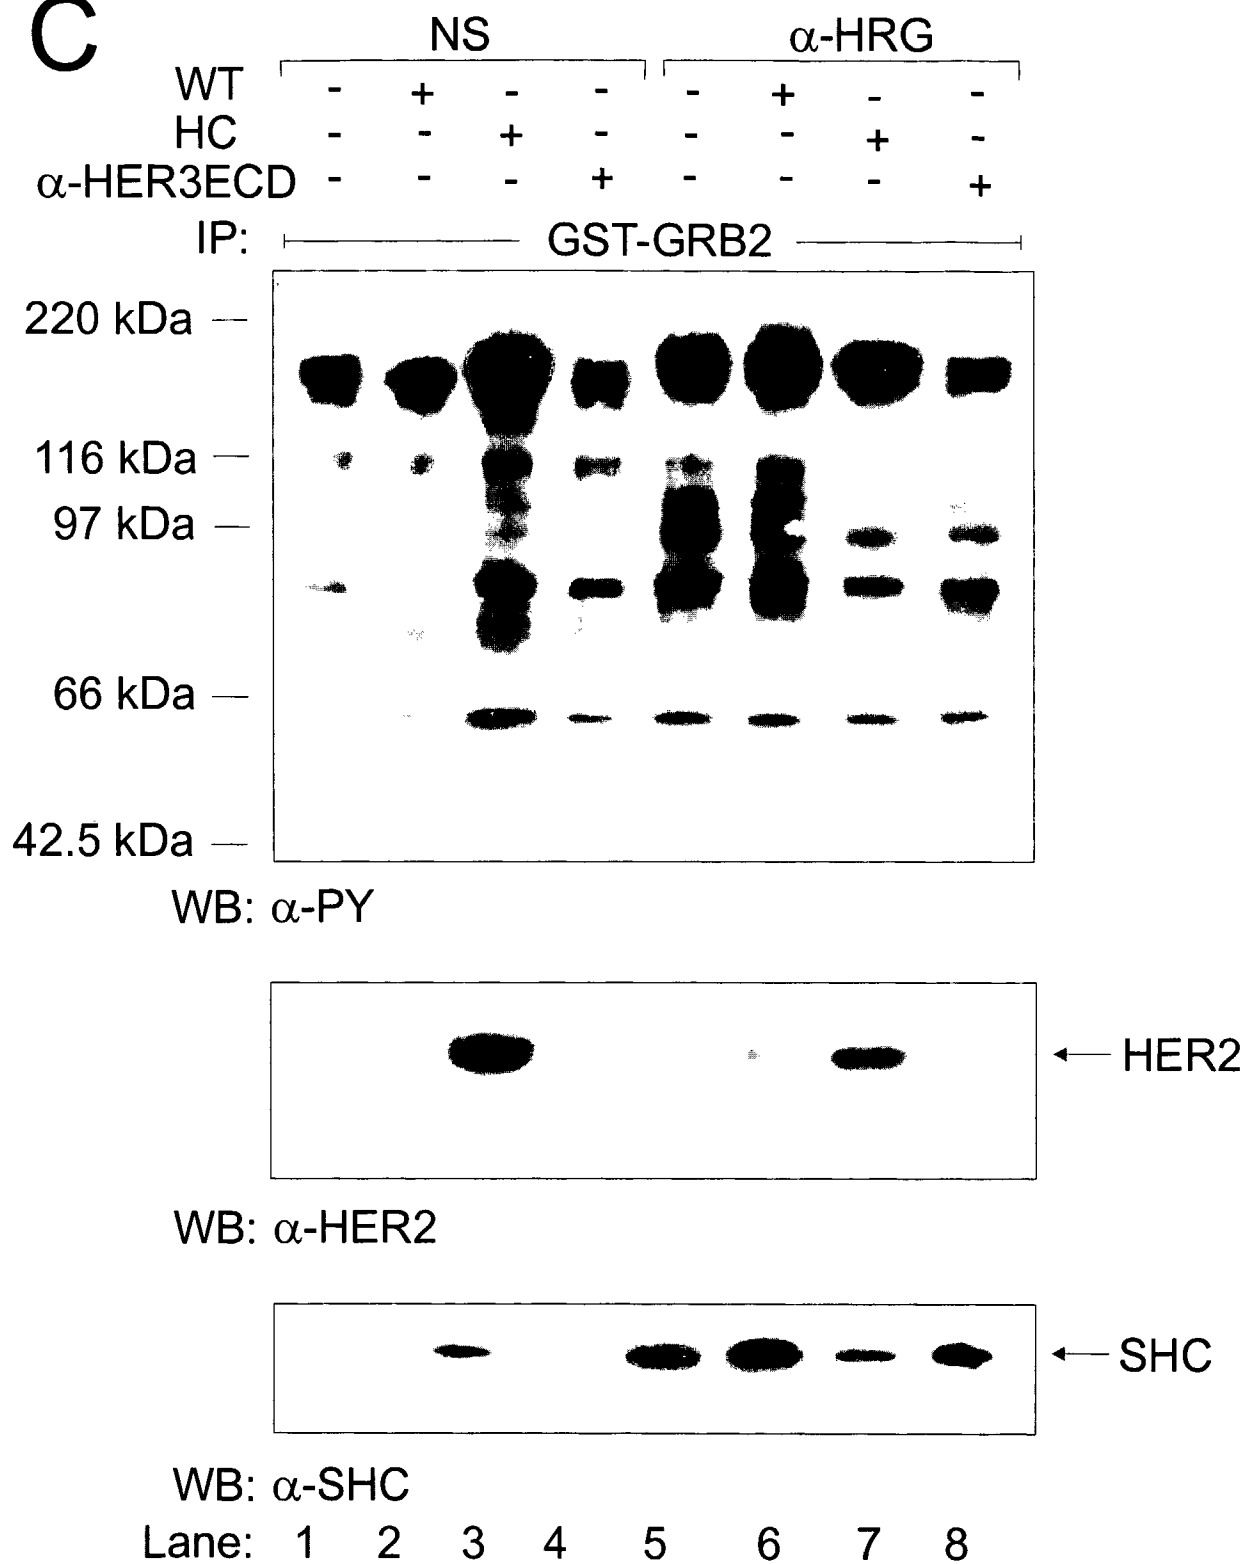 C
NS α-HRG
WT - + - - - + - -
HC - - + - - - + -
α-HER3ECD - - - + - - - +
IP: GST-GRB2
220 kDa
116 kDa
97 kDa
66 kDa
42.5 kDa
WB: α-PY
HER2
WB: α-HER2
SHC
WB: α-SHC
Lane: 1 2 3 4 5 6 7 8